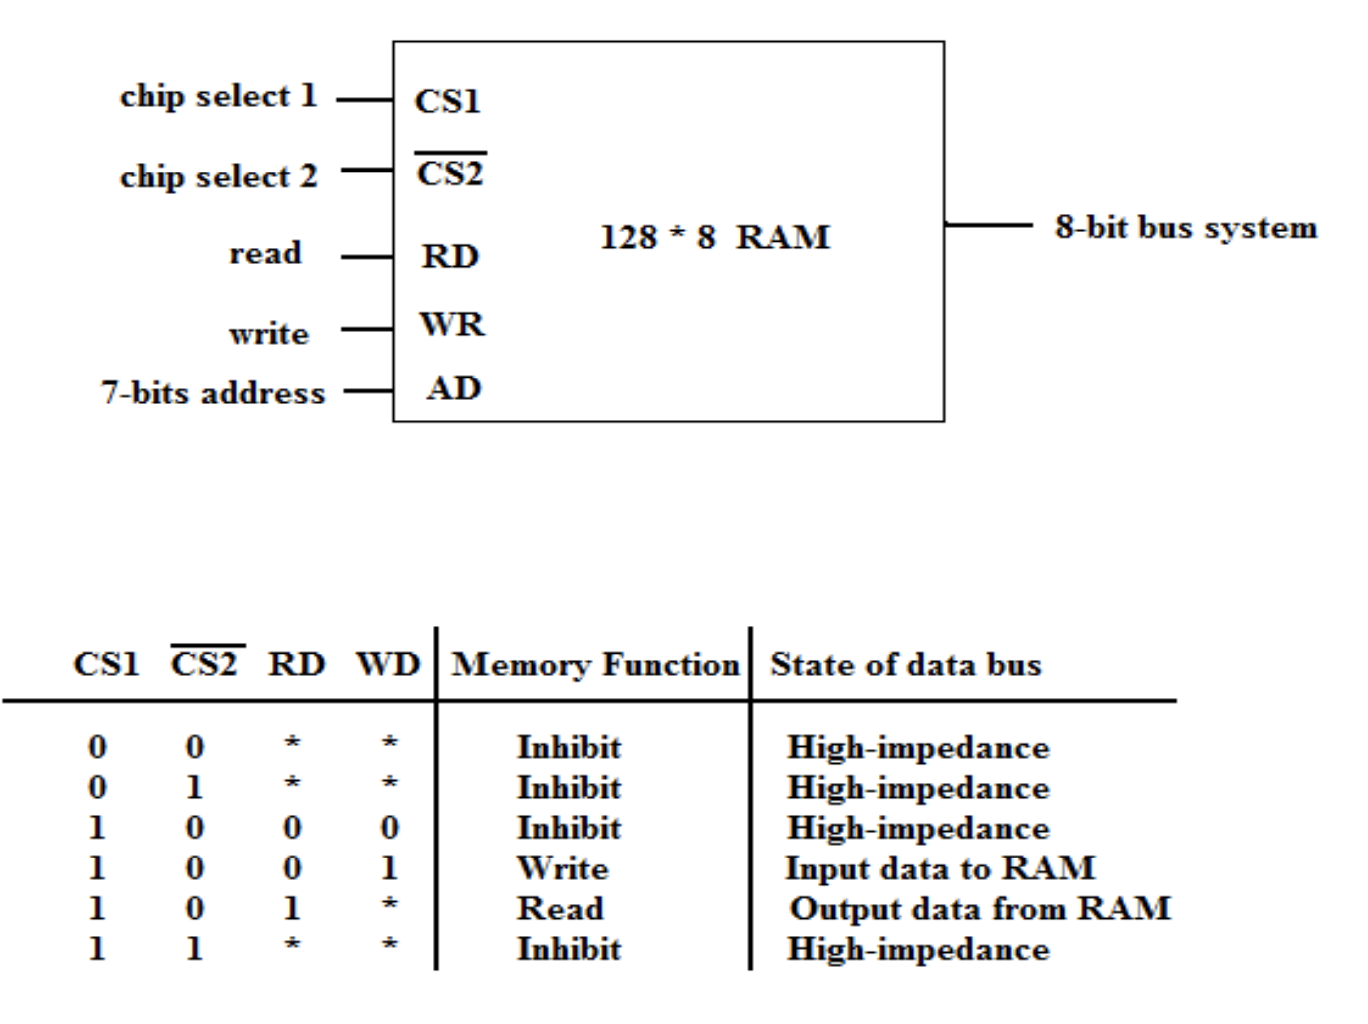 chip select 1 CS1
chip select 2 CS2
128 * 8 RAM
8-bit bus system
read RD
write WR
7-bits address AD
CS1 CS2 RD WD Memory Function State of data bus
0 0 * * Inhibit High-impedance
0 1 * * Inhibit High-impedance
1 0 0 0 Inhibit High-impedance
1 0 0 1 Write Input data to RAM
1 0 1 * Read Output data from RAM
1 1 * * Inhibit High-impedance